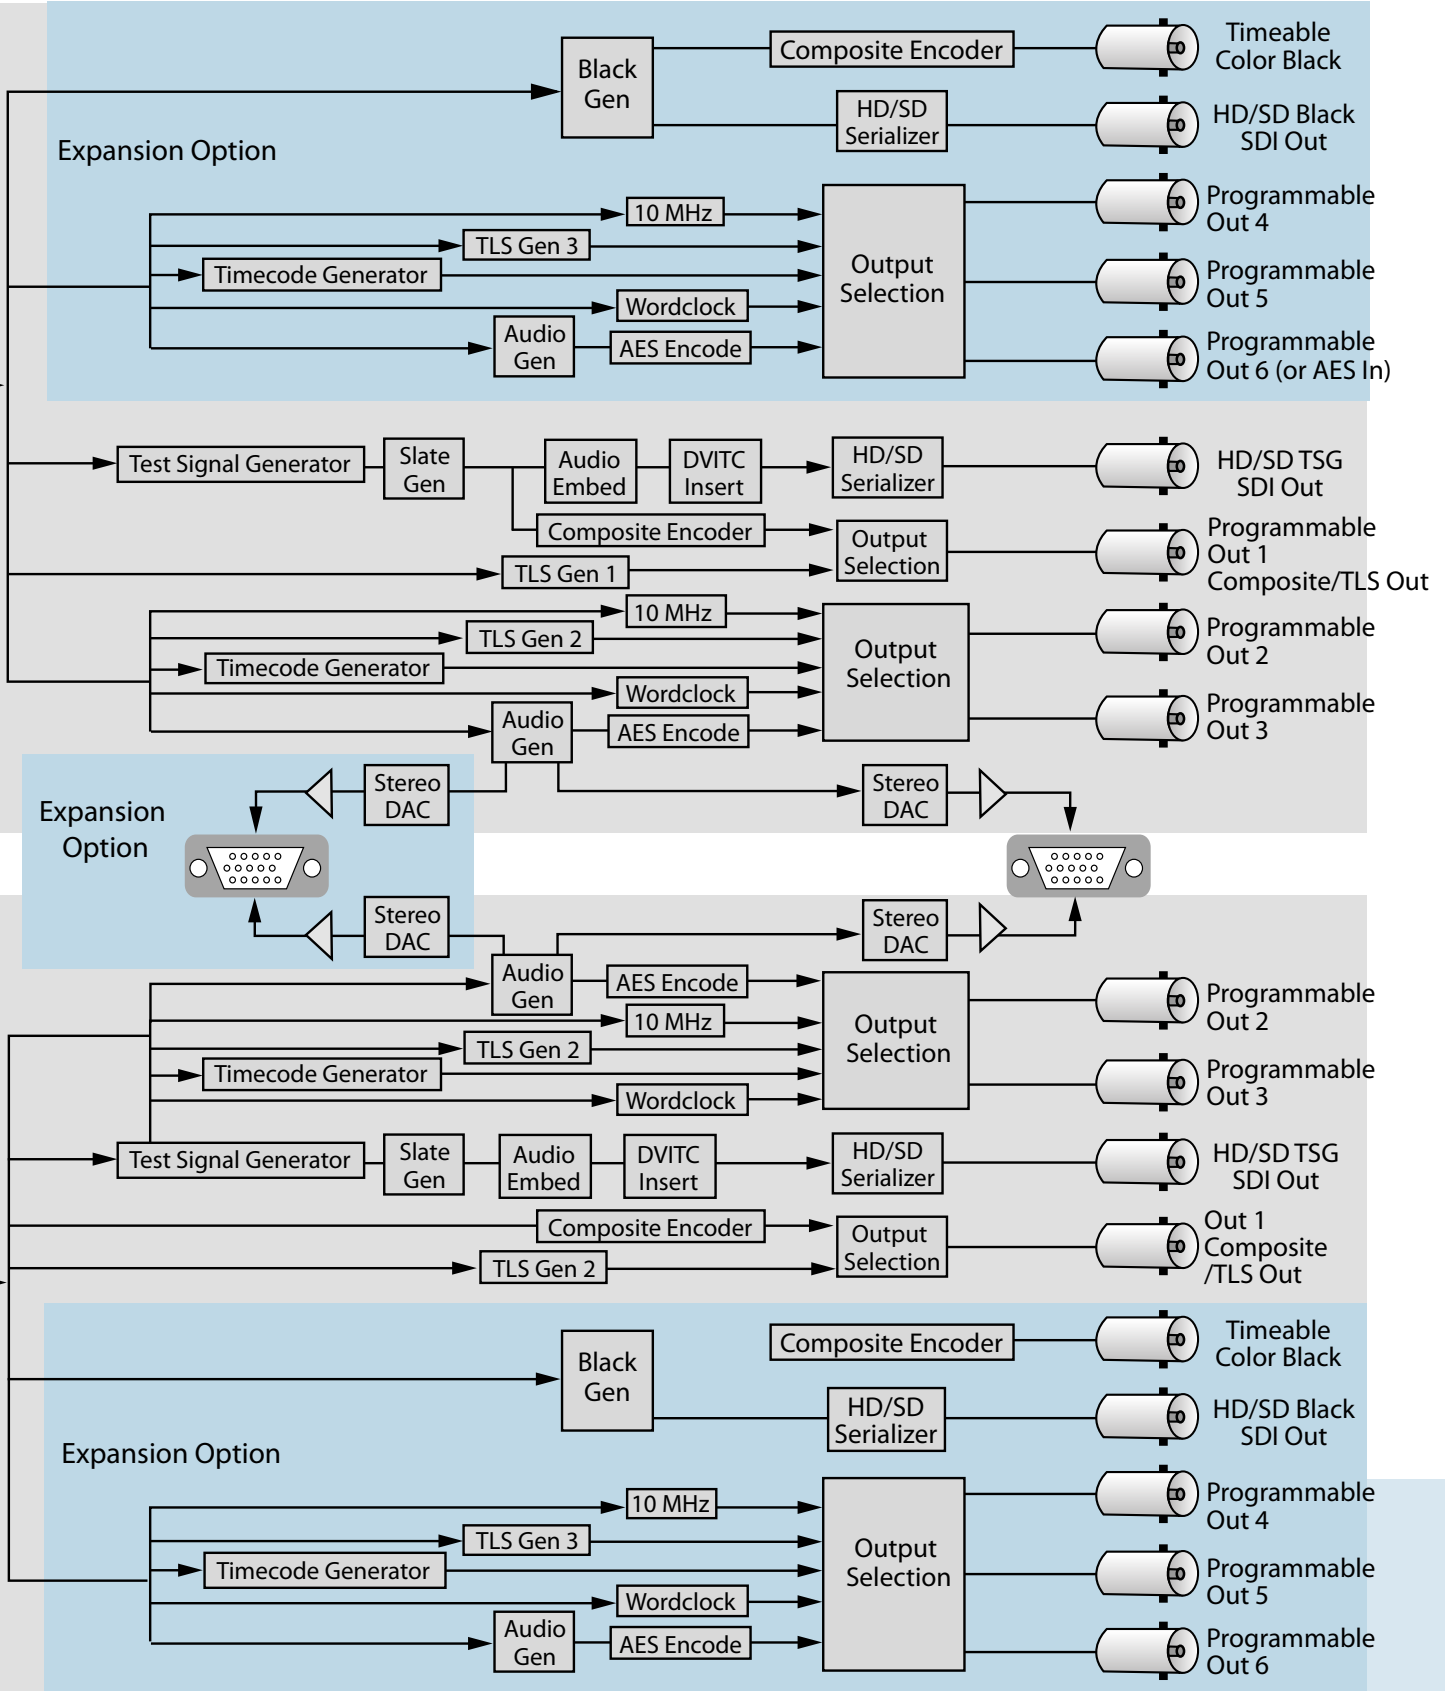 Timeable
Color Black
Composite Encoder
Black
Gen
HD/SD
Serializer
HD/SD Black
SDI Out
Expansion Option
10 MHz
Programmable
Out 4
TLS Gen 3
Timecode Generator
Output
Selection
Programmable
Out 5
Wordclock
Audio
Gen
AES Encode
Programmable
Out 6 (or AES In)
Test Signal Generator
Slate
Gen
Audio
Embed
DVITC
Insert
HD/SD
Serializer
HD/SD TSG
SDI Out
Composite Encoder
Output
Selection
Programmable
Out 1
Composite/TLS Out
TLS Gen 1
10 MHz
TLS Gen 2
Timecode Generator
Output
Selection
Programmable
Out 2
Wordclock
Audio
Gen
AES Encode
Programmable
Out 3
Expansion
Option
Stereo
DAC
Stereo
DAC
Stereo
DAC
Stereo
DAC
Audio
Gen
AES Encode
10 MHz
TLS Gen 2
Timecode Generator
Wordclock
Output
Selection
Programmable
Out 2
Programmable
Out 3
Test Signal Generator
Slate
Gen
Audio
Embed
DVITC
Insert
HD/SD
Serializer
HD/SD TSG
SDI Out
Composite Encoder
TLS Gen 2
Output
Selection
Out 1
Composite
/TLS Out
Black
Gen
Composite Encoder
Timeable
Color Black
HD/SD
Serializer
HD/SD Black
SDI Out
Expansion Option
10 MHz
TLS Gen 3
Timecode Generator
Wordclock
Audio
Gen
AES Encode
Output
Selection
Programmable
Out 4
Programmable
Out 5
Programmable
Out 6